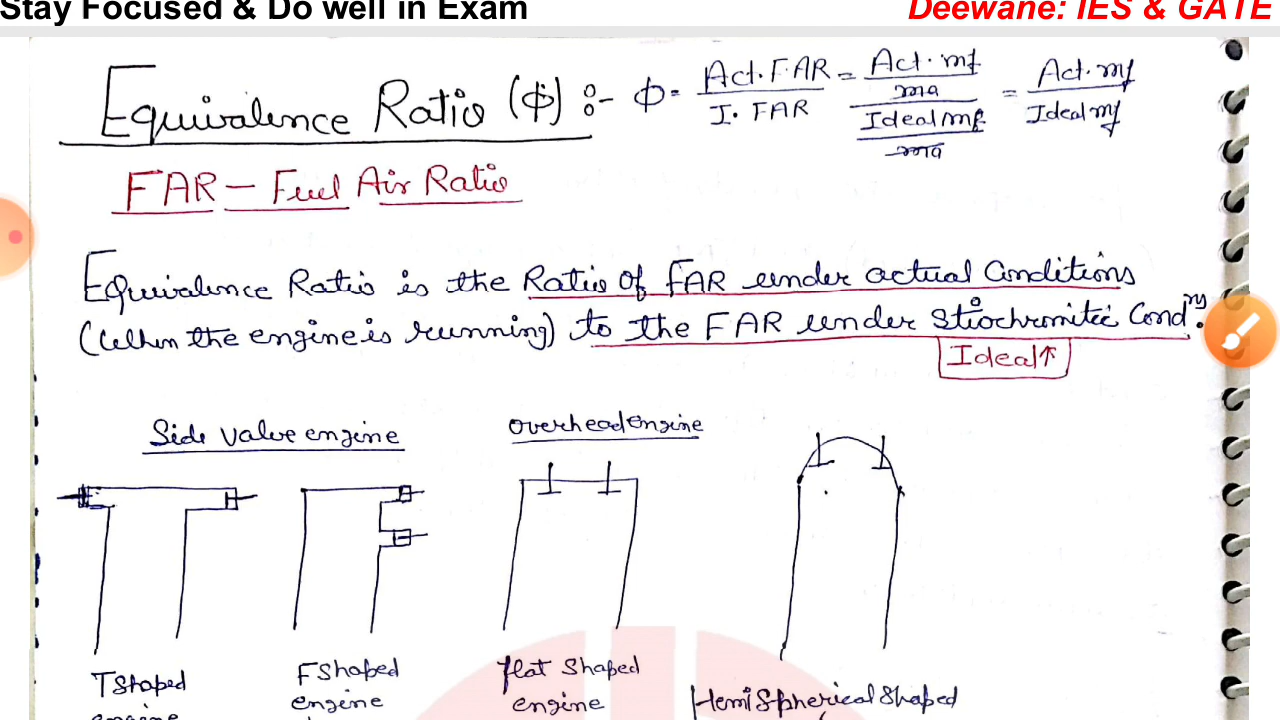 Stay Focused & Do well in Exam
Deewane: IES & GATE
Equivalence Ratio (ϕ) :- ϕ = Act. FAR / I. FAR = (Act. mf / ma) / (Ideal mf / ma) = Act. mf / Ideal mf
FAR – Fuel Air Ratio
Equivalence Ratio is the Ratio of FAR under actual Conditions
(When the engine is running) to the FAR under Stiochromitic Condⁿ.
Ideal↑
Side valve engine
overhead engine
T Shaped
engine
F Shaped
engine
flat Shaped
engine
Hemi Spherical Shaped